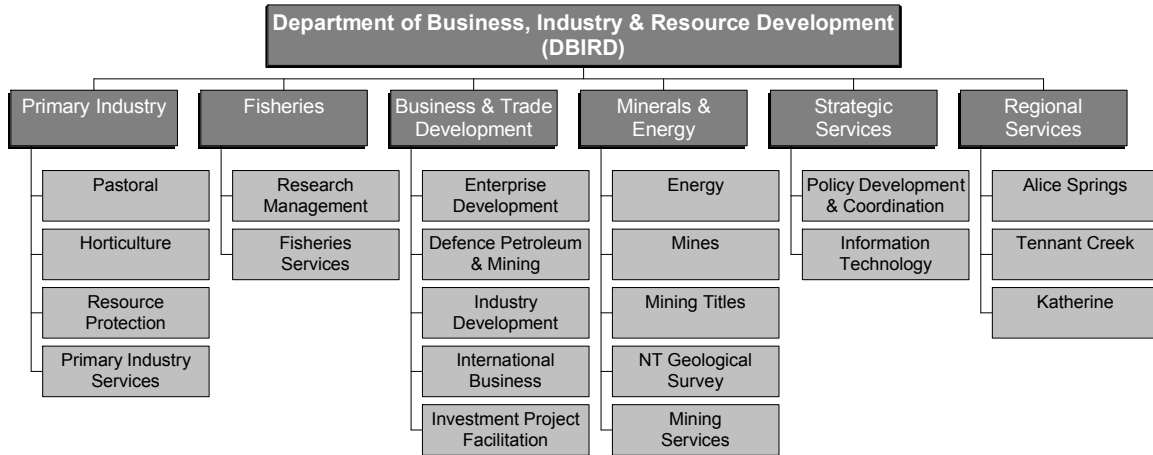 Department of Business, Industry & Resource Development
(DBIRD)
Primary Industry
Fisheries
Business & Trade
Development
Minerals &
Energy
Strategic
Services
Regional
Services
Pastoral
Horticulture
Resource
Protection
Primary Industry
Services
Research
Management
Fisheries
Services
Enterprise
Development
Defence Petroleum
& Mining
Industry
Development
International
Business
Investment Project
Facilitation
Energy
Mines
Mining Titles
NT Geological
Survey
Mining
Services
Policy Development
& Coordination
Information
Technology
Alice Springs
Tennant Creek
Katherine